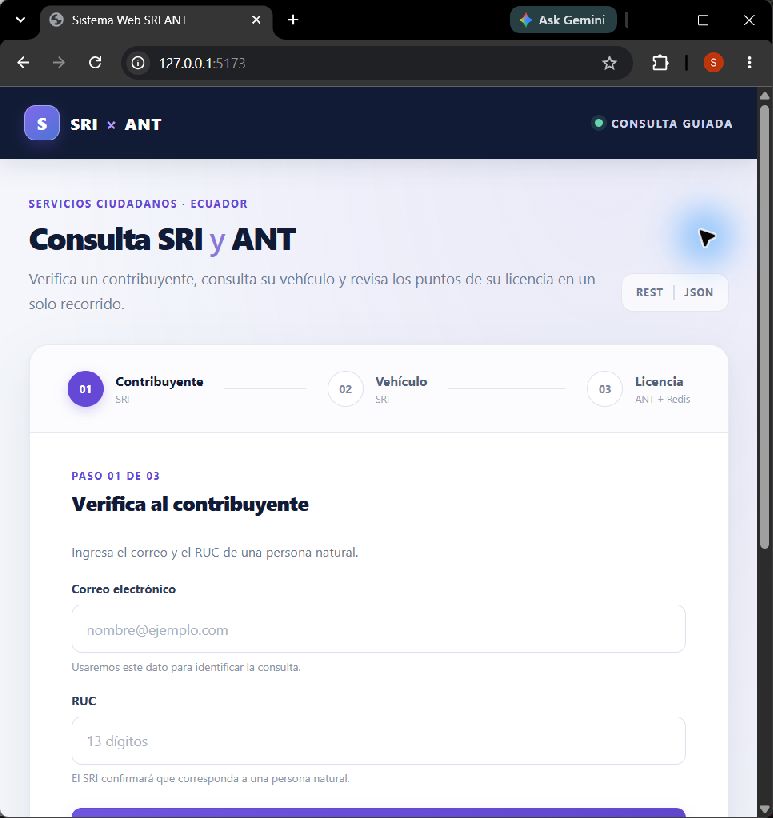 Sistema Web SRI ANT
Ask Gemini
127.0.0.1:5173
S
S
SRI × ANT
CONSULTA GUIADA
SERVICIOS CIUDADANOS · ECUADOR
Consulta SRI y ANT
Verifica un contribuyente, consulta su vehículo y revisa los puntos de su licencia en un
solo recorrido.
REST | JSON
01 Contribuyente
SRI
02 Vehículo
SRI
03 Licencia
ANT + Redis
PASO 01 DE 03
Verifica al contribuyente
Ingresa el correo y el RUC de una persona natural.
Correo electrónico
nombre@ejemplo.com
Usaremos este dato para identificar la consulta.
RUC
13 dígitos
El SRI confirmará que corresponda a una persona natural.